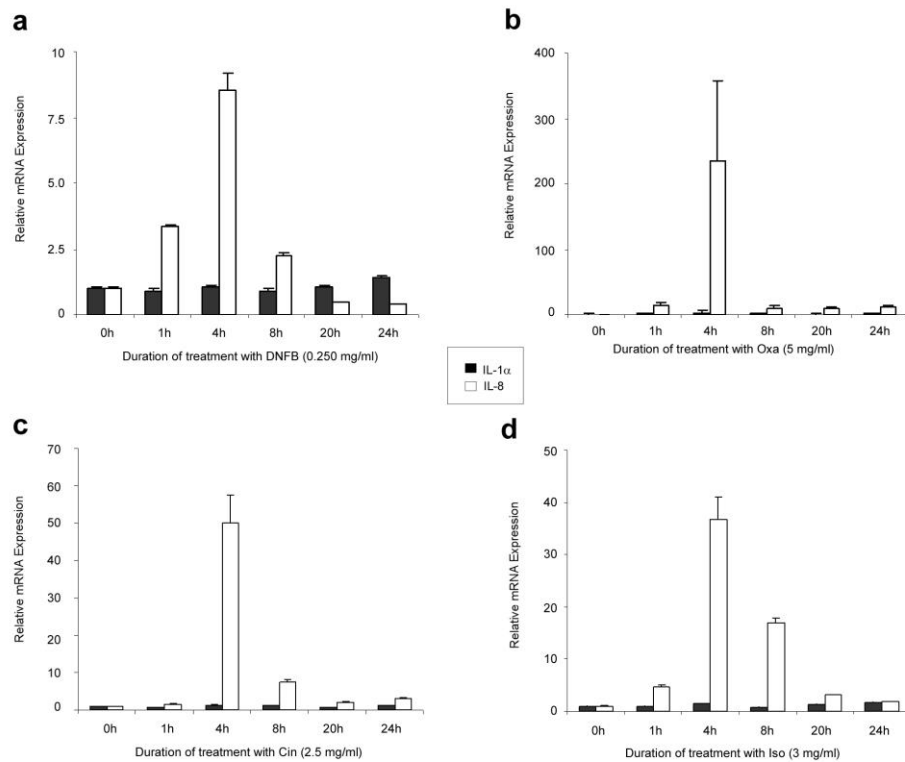 a
10
7.5
5.0
2.5
0
Relative mRNA Expression
0h 1h 4h 8h 20h 24h
Duration of treatment with DNFB (0.250 mg/ml)
b
400
300
200
100
0
Relative mRNA Expression
0h 1h 4h 8h 20h 24h
Duration of treatment with Oxa (5 mg/ml)
IL-1α
IL-8
c
70
60
50
40
30
20
10
0
Relative mRNA Expression
0h 1h 4h 8h 20h 24h
Duration of treatment with Cin (2.5 mg/ml)
d
50
40
30
20
10
0
Relative mRNA Expression
0h 1h 4h 8h 20h 24h
Duration of treatment with Iso (3 mg/ml)